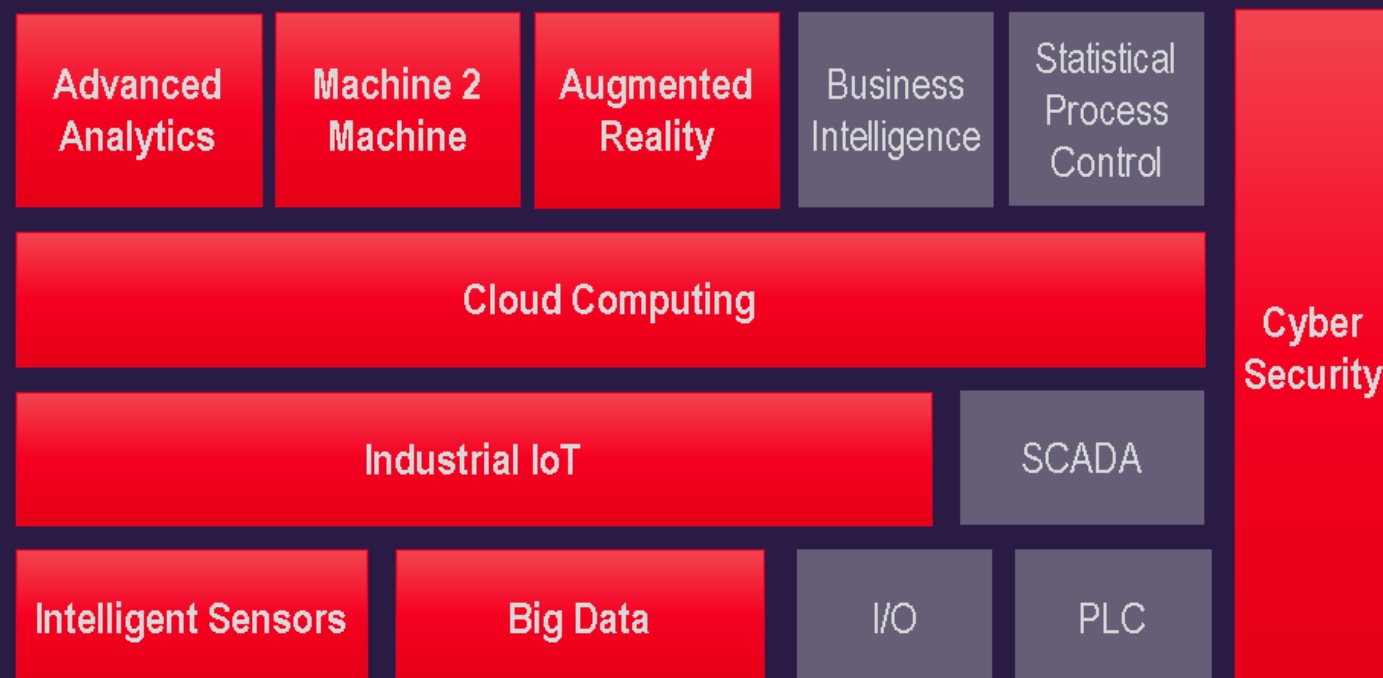 Advanced
Analytics
Machine 2
Machine
Augmented
Reality
Business
Intelligence
Statistical
Process
Control
Cloud Computing
Cyber
Security
Industrial IoT
SCADA
Intelligent Sensors
Big Data
I/O
PLC